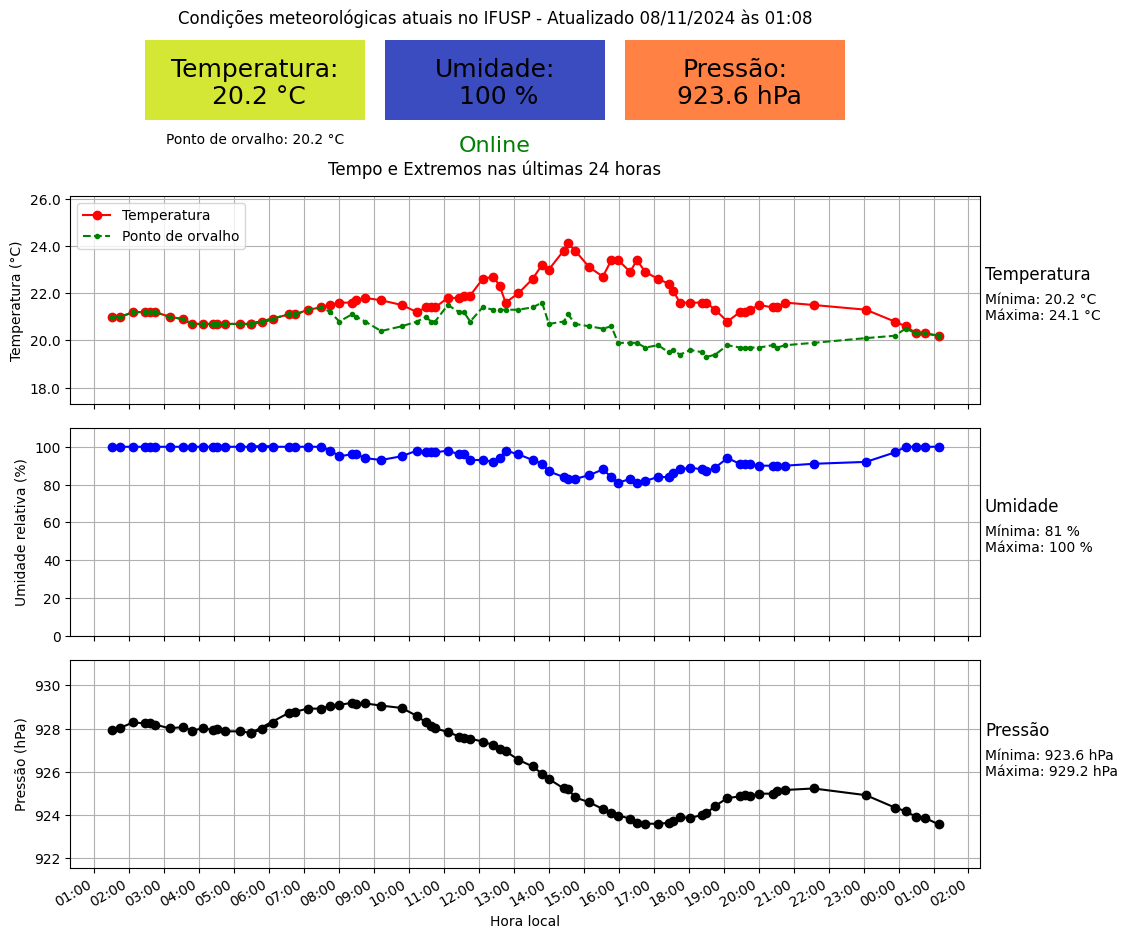 Condições meteorológicas atuais no IFUSP - Atualizado 08/11/2024 às 01:08
Temperatura:
20.2 °C
Umidade:
100 %
Pressão:
923.6 hPa
Ponto de orvalho: 20.2 °C
Online
Tempo e Extremos nas últimas 24 horas
Temperatura (°C)
26.0
24.0
22.0
20.0
18.0
Temperatura
Ponto de orvalho
Temperatura
Mínima: 20.2 °C
Máxima: 24.1 °C
Umidade relativa (%)
100
80
60
40
20
0
Umidade
Mínima: 81 %
Máxima: 100 %
Pressão (hPa)
930
928
926
924
922
Pressão
Mínima: 923.6 hPa
Máxima: 929.2 hPa
01:00 02:00 03:00 04:00 05:00 06:00 07:00 08:00 09:00 10:00 11:00 12:00 13:00 14:00 15:00 16:00 17:00 18:00 19:00 20:00 21:00 22:00 23:00 00:00 01:00 02:00
Hora local